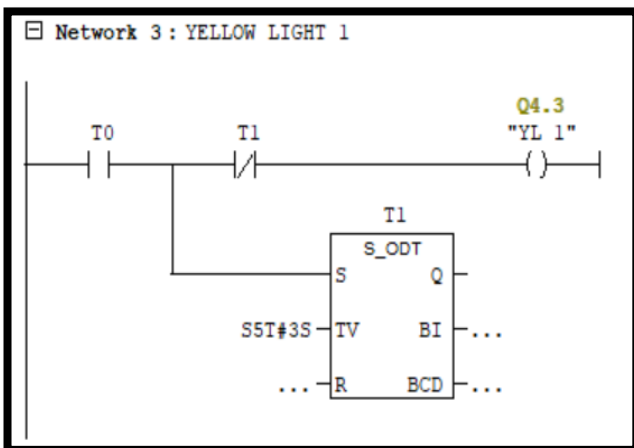 Network 3 : YELLOW LIGHT 1
Q4.3
T0 T1 "YL 1"
T1
S_ODT
S Q
S5T#3S TV BI ...
... R BCD ...